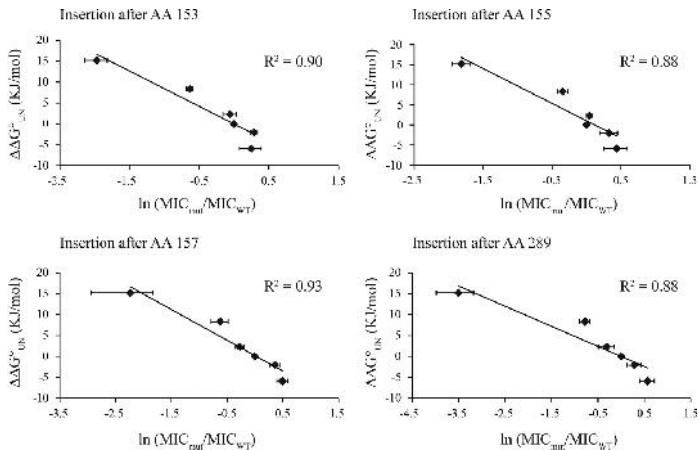 Insertion after AA 153
Insertion after AA 155
20
15
10
5
0
-5
-10
ΔΔG°UN (KJ/mol)
R² = 0.90
-2.5 -1.5 -0.5 0.5 1.5
ln (MICmut/MICWT)
20
15
10
5
0
-5
-10
ΔΔG°UN (KJ/mol)
R² = 0.88
-2.5 -1.5 -0.5 0.5 1.5
ln (MICmut/MICWT)
Insertion after AA 157
Insertion after AA 289
20
15
10
5
0
-5
-10
ΔΔG°UN (KJ/mol)
R² = 0.93
-3.5 -2.5 -1.5 -0.5 0.5 1.5
ln (MICmut/MICWT)
20
15
10
5
0
-5
-10
ΔΔG°UN (KJ/mol)
R² = 0.88
-4.5 -3.5 -2.5 -1.5 -0.5 0.5 1.5
ln (MICmut/MICWT)